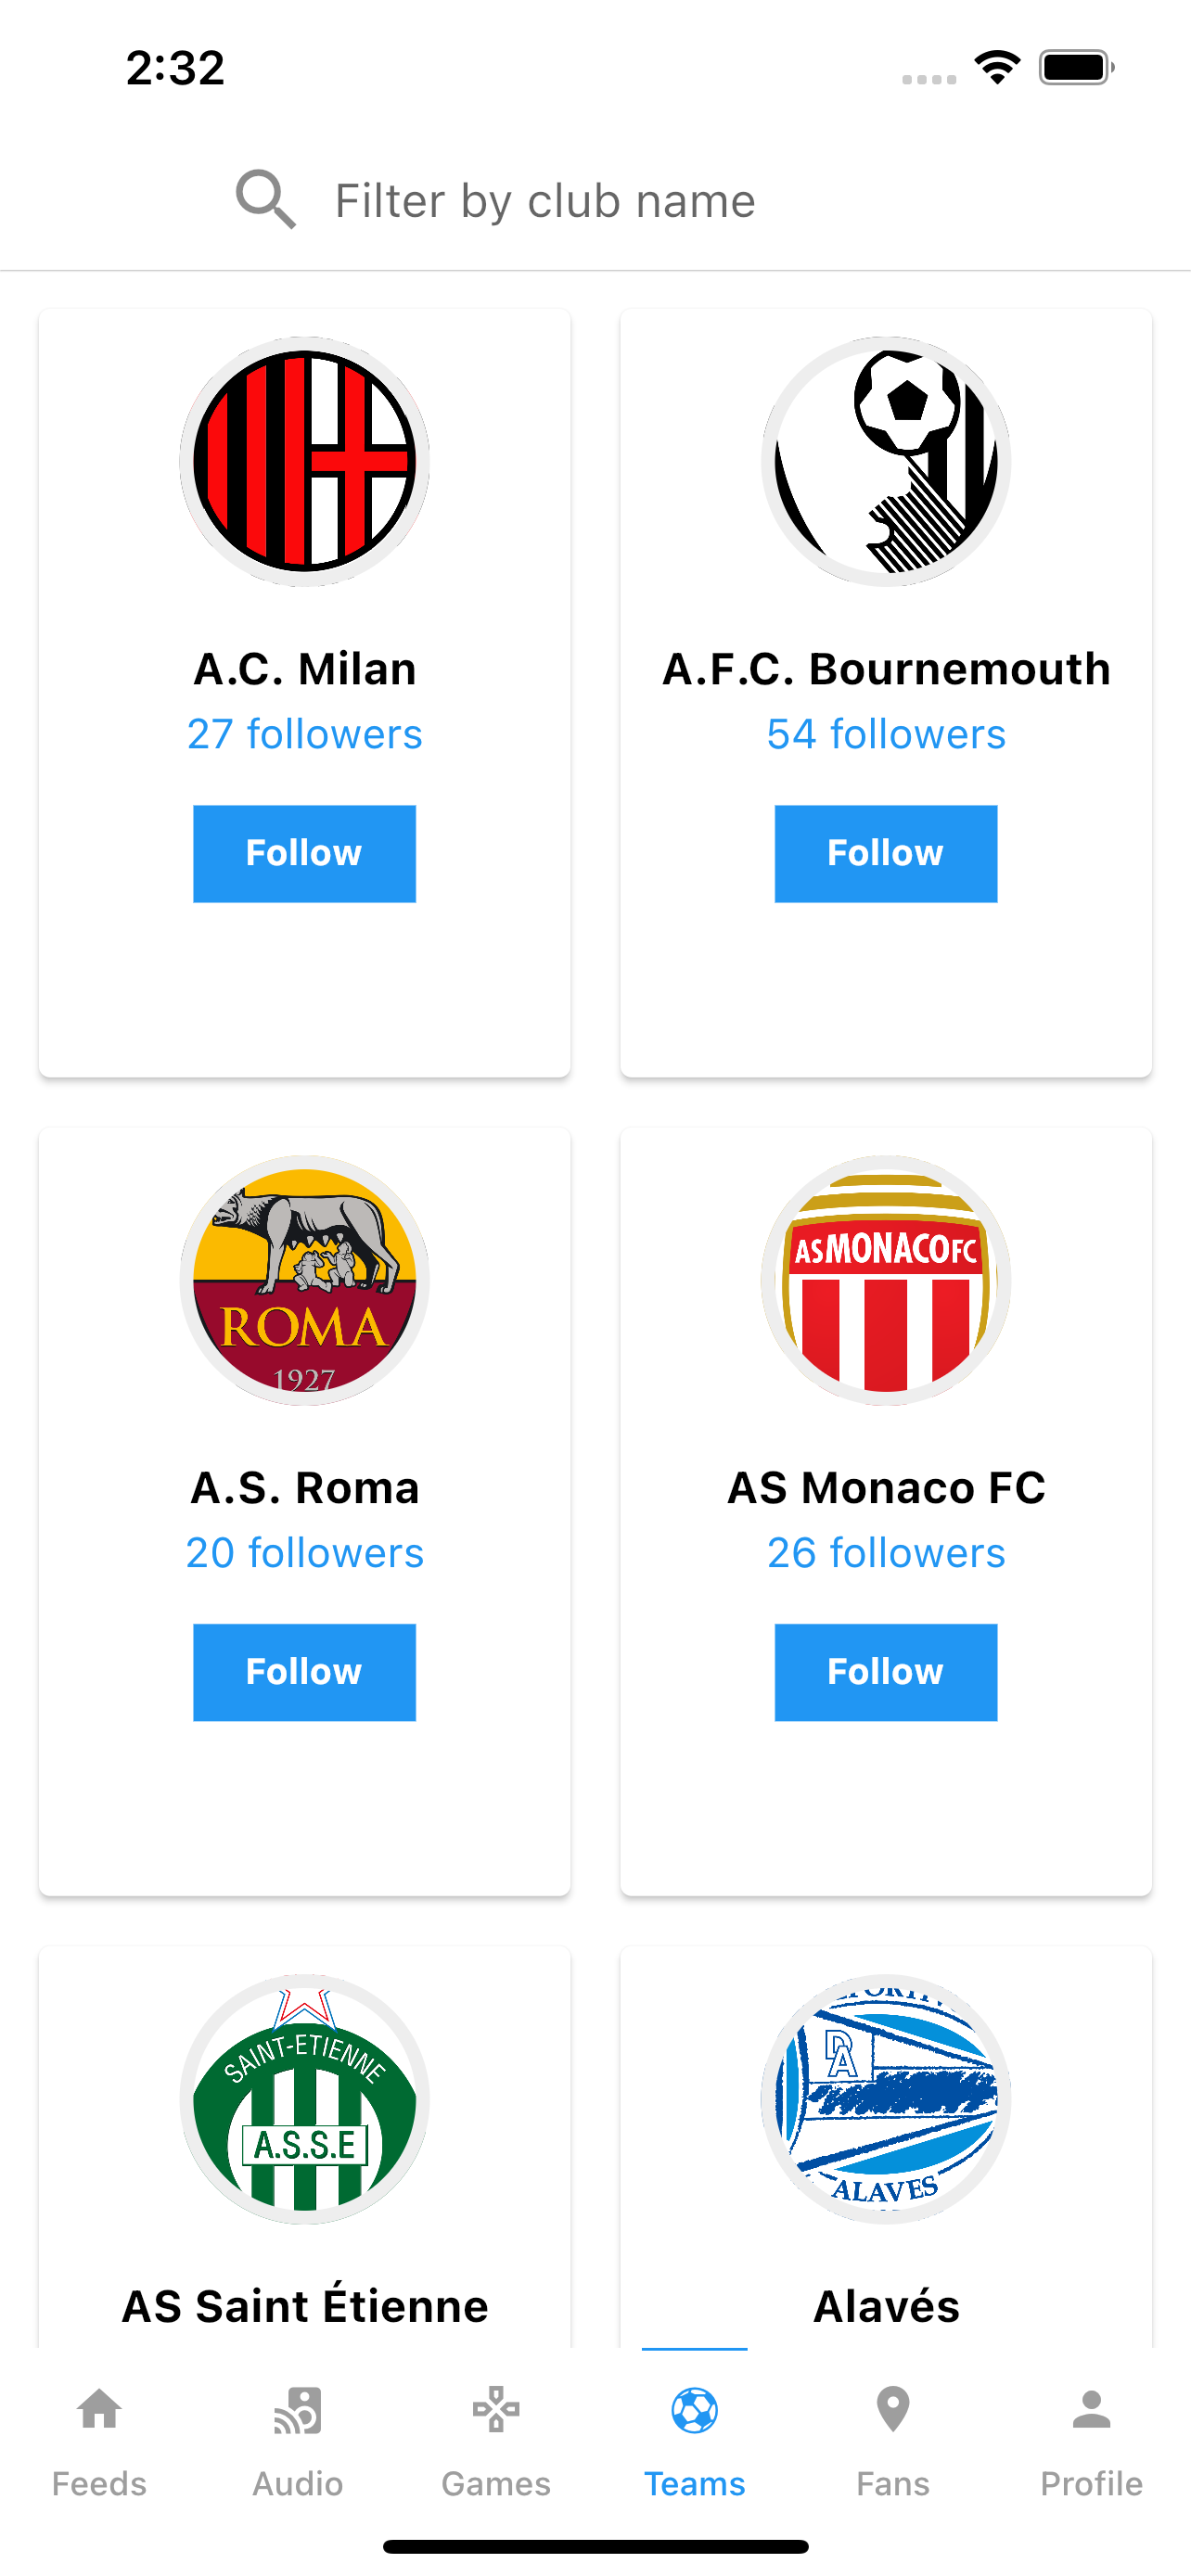 2:32
Filter by club name
A.C. Milan
27 followers
Follow
A.F.C. Bournemouth
54 followers
Follow
ROMA
1927
A.S. Roma
20 followers
Follow
ASMONACOFC
AS Monaco FC
26 followers
Follow
SAINT-ETIENNE
A.S.S.E
AS Saint Étienne
DA
ALAVES
Alavés
Feeds
Audio
Games
Teams
Fans
Profile